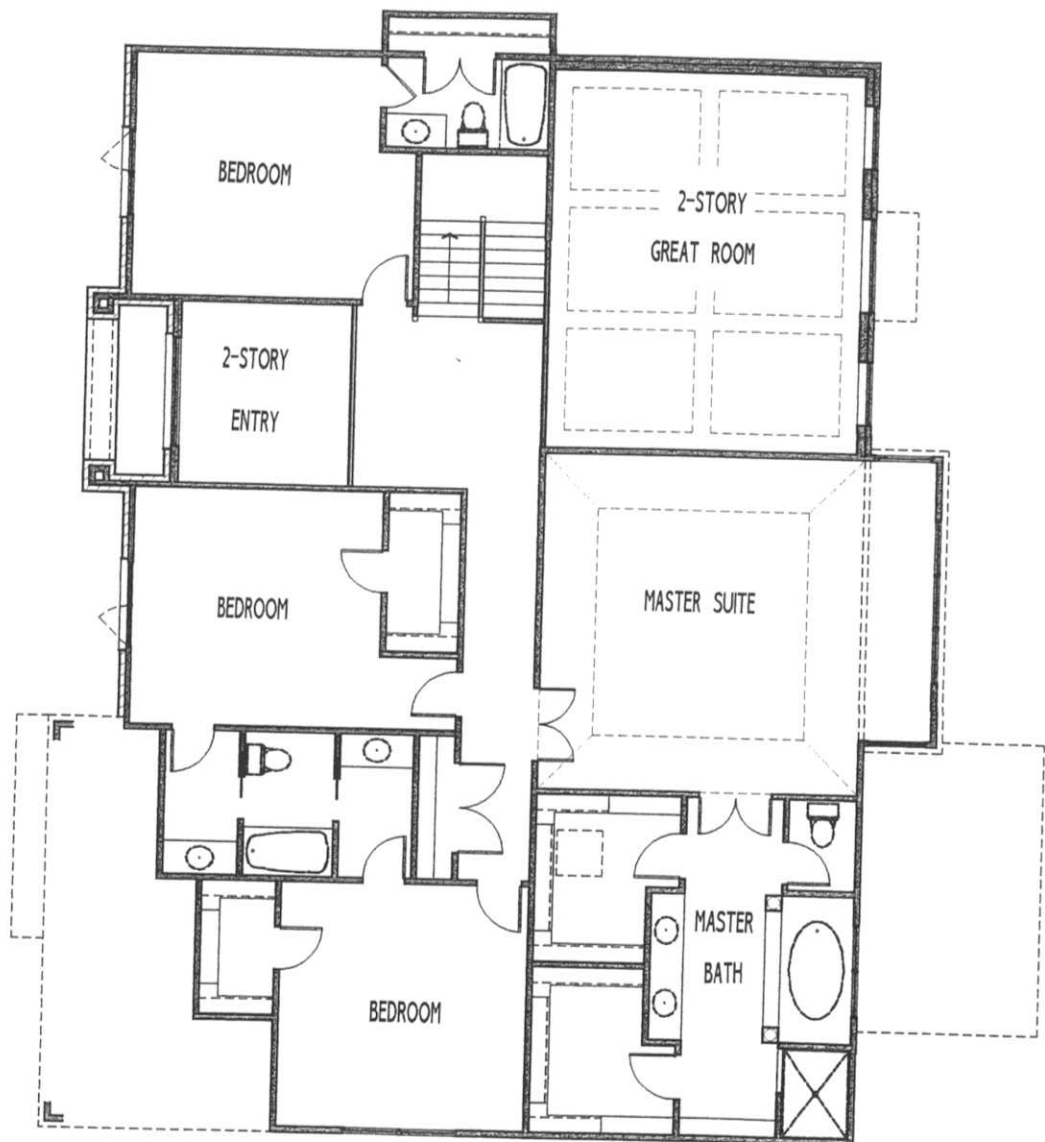 BEDROOM
2-STORY
GREAT ROOM
2-STORY
ENTRY
BEDROOM
MASTER SUITE
MASTER
BATH
BEDROOM